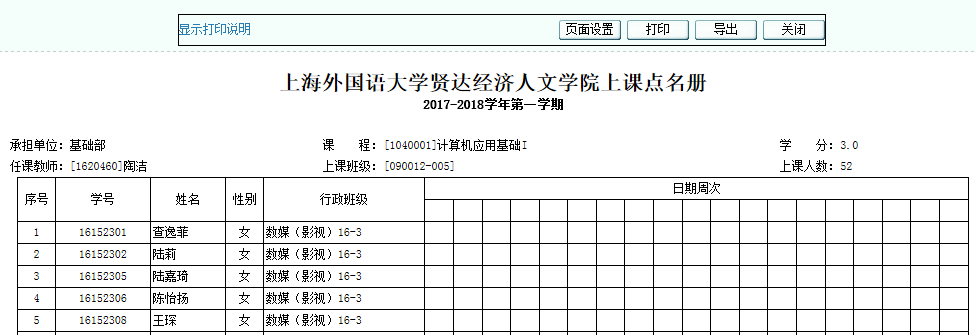 显示打印说明 页面设置 打印 导出 关闭
上海外国语大学贤达经济人文学院上课点名册
2017-2018学年第一学期
承担单位：基础部 课 程：[1040001]计算机应用基础I 学 分：3.0
任课教师：[1620460]陶洁 上课班级：[090012-005] 上课人数：52
序号 学号 姓名 性别 行政班级 日期周次
1 16152301 查逸菲 女 数媒（影视）16-3
2 16152302 陆莉 女 数媒（影视）16-3
3 16152305 陆嘉琦 女 数媒（影视）16-3
4 16152306 陈怡扬 女 数媒（影视）16-3
5 16152308 王琛 女 数媒（影视）16-3